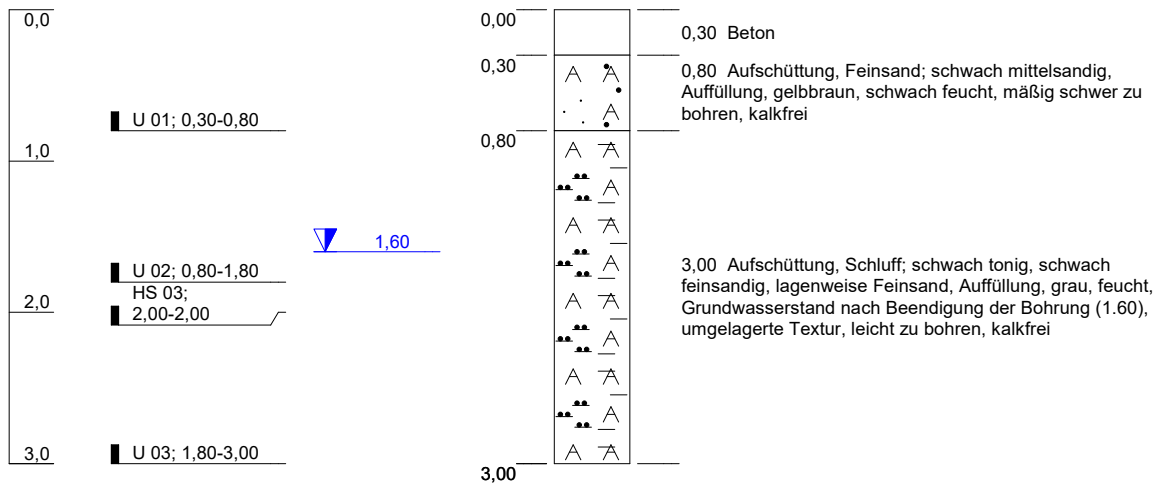 0,0
1,0
2,0
3,0
U 01; 0,30-0,80
U 02; 0,80-1,80
HS 03;
2,00-2,00
U 03; 1,80-3,00
1,60
0,00
0,30
0,80
3,00
0,30 Beton
0,80 Aufschüttung, Feinsand; schwach mittelsandig,
Auffüllung, gelbbraun, schwach feucht, mäßig schwer zu
bohren, kalkfrei
3,00 Aufschüttung, Schluff; schwach tonig, schwach
feinsandig, lagenweise Feinsand, Auffüllung, grau, feucht,
Grundwasserstand nach Beendigung der Bohrung (1.60),
umgelagerte Textur, leicht zu bohren, kalkfrei